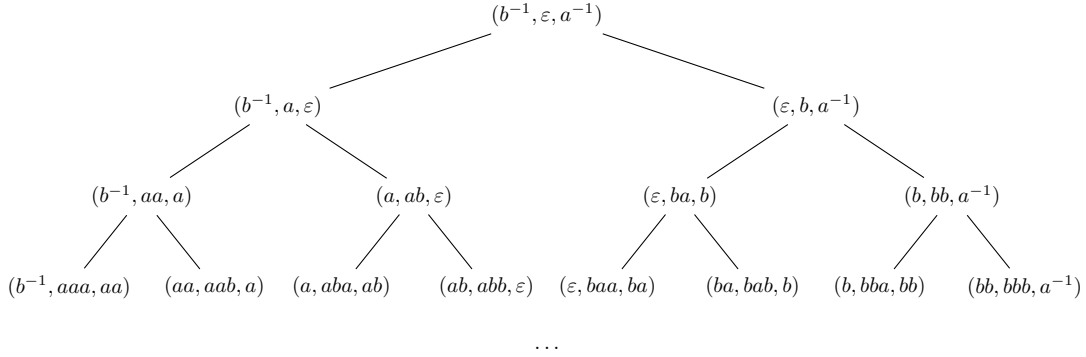 (b⁻¹, ε, a⁻¹)
(b⁻¹, a, ε) (ε, b, a⁻¹)
(b⁻¹, aa, a) (a, ab, ε) (ε, ba, b) (b, bb, a⁻¹)
(b⁻¹, aaa, aa) (aa, aab, a) (a, aba, ab) (ab, abb, ε) (ε, baa, ba) (ba, bab, b) (b, bba, bb) (bb, bbb, a⁻¹)
...